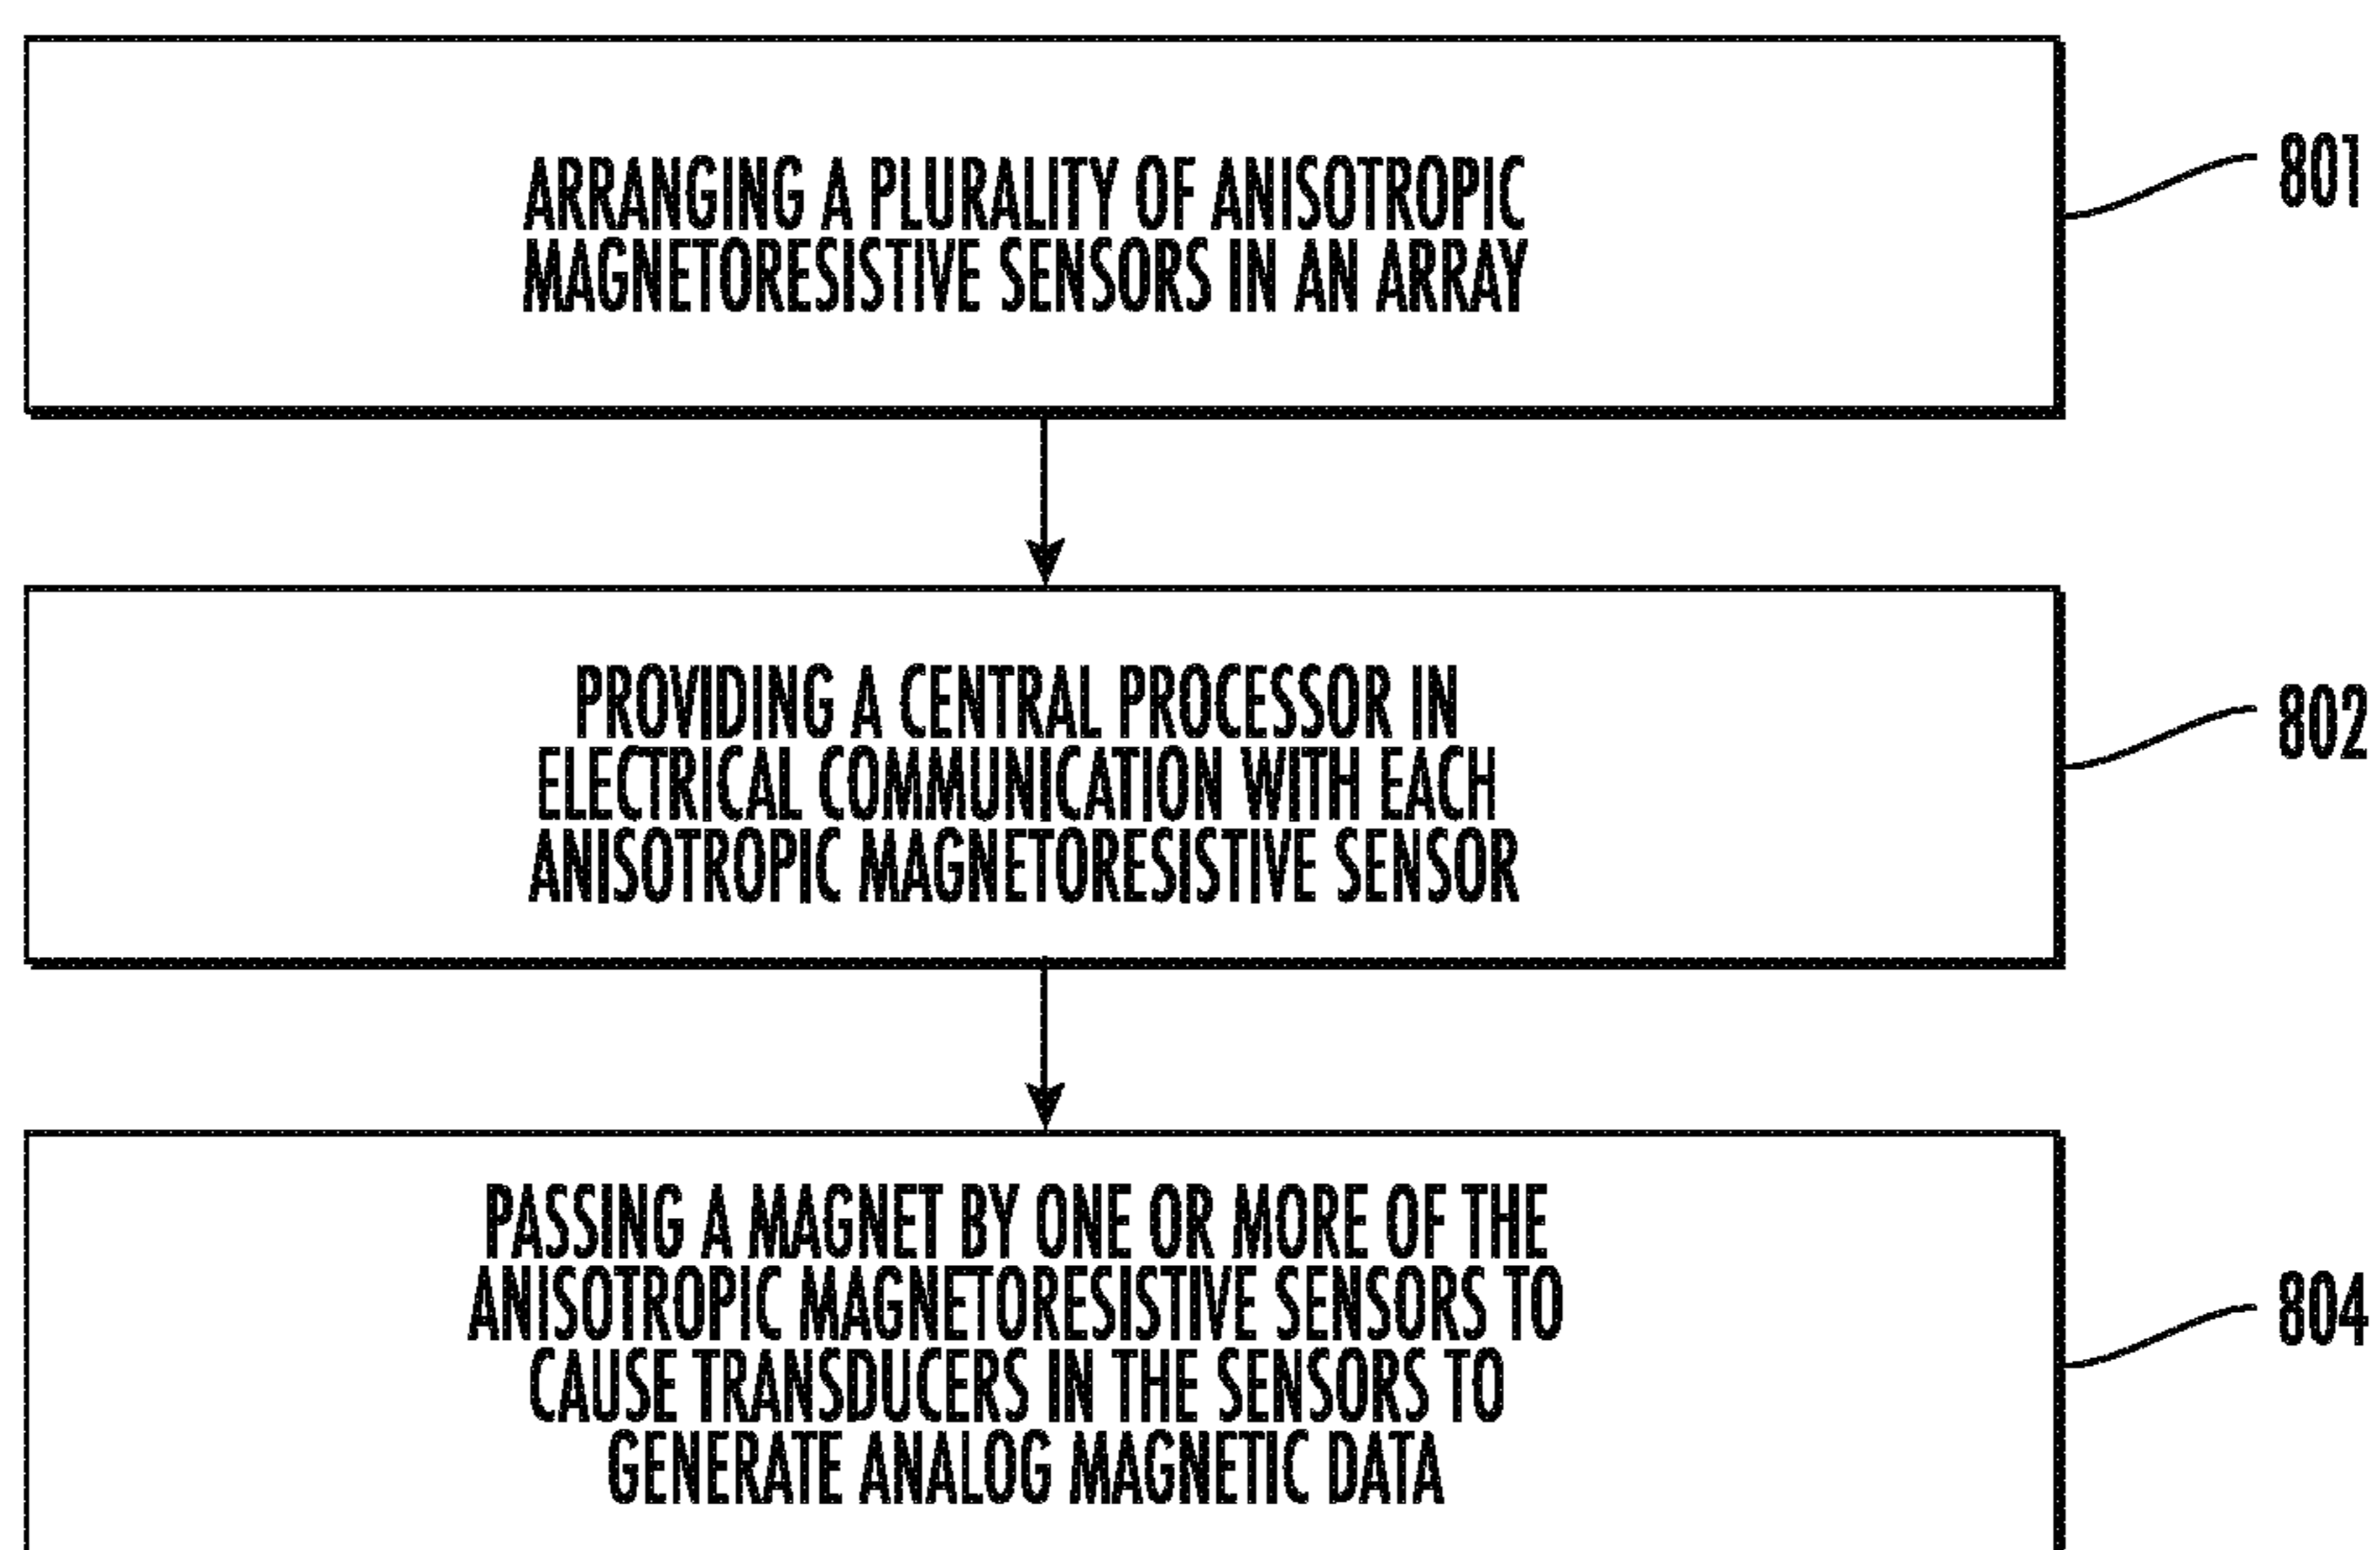 ARRANGING A PLURALITY OF ANISOTROPIC
MAGNETORESISTIVE SENSORS IN AN ARRAY
801
PROVIDING A CENTRAL PROCESSOR IN
ELECTRICAL COMMUNICATION WITH EACH
ANISOTROPIC MAGNETORESISTIVE SENSOR
802
PASSING A MAGNET BY ONE OR MORE OF THE
ANISOTROPIC MAGNETORESISTIVE SENSORS TO
CAUSE TRANSDUCERS IN THE SENSORS TO
GENERATE ANALOG MAGNETIC DATA
804